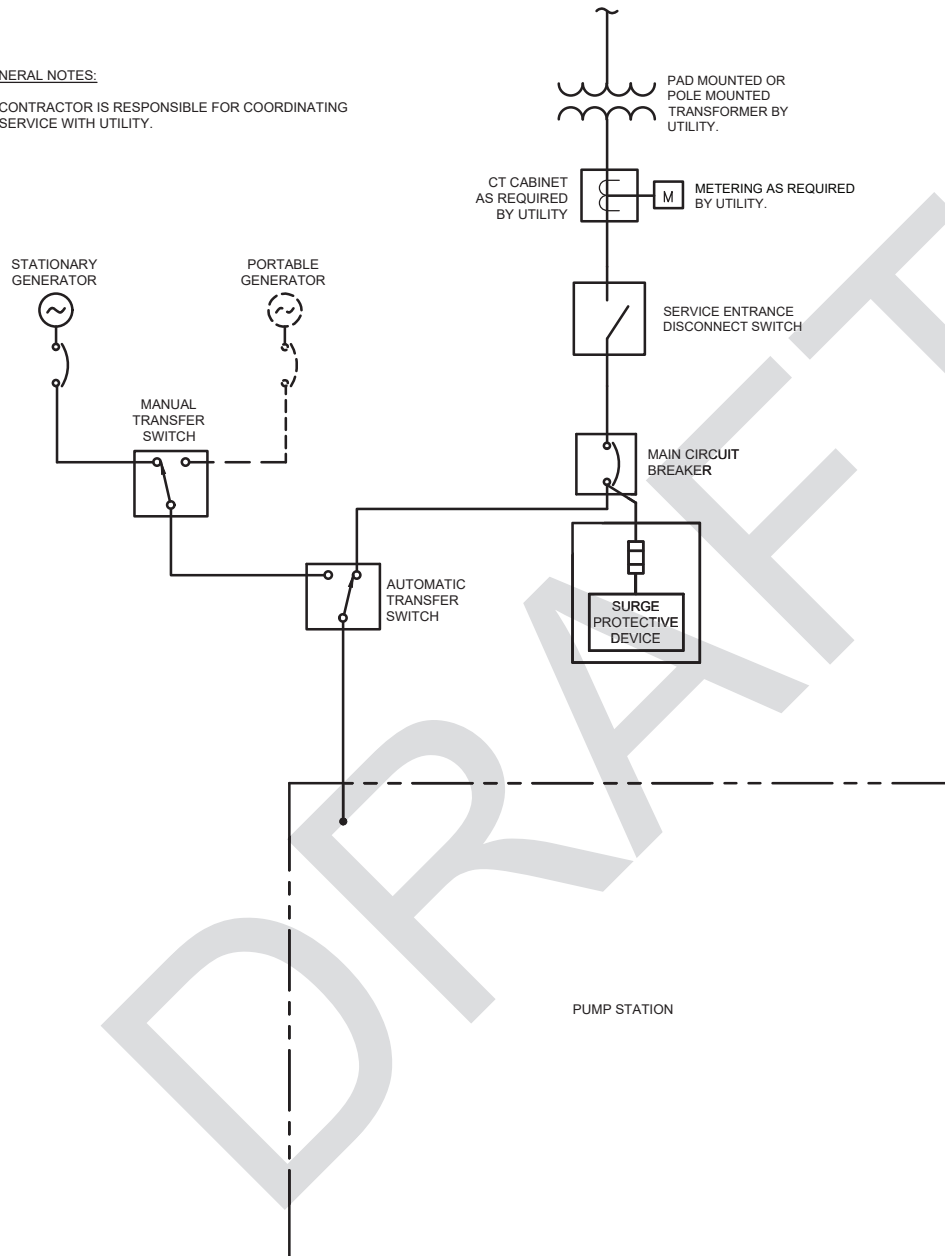 NERAL NOTES:
CONTRACTOR IS RESPONSIBLE FOR COORDINATING
SERVICE WITH UTILITY.
PAD MOUNTED OR
POLE MOUNTED
TRANSFORMER BY
UTILITY.
CT CABINET
AS REQUIRED
BY UTILITY
M
METERING AS REQUIRED
BY UTILITY.
STATIONARY
GENERATOR
PORTABLE
GENERATOR
SERVICE ENTRANCE
DISCONNECT SWITCH
MANUAL
TRANSFER
SWITCH
MAIN CIRCUIT
BREAKER
AUTOMATIC
TRANSFER
SWITCH
SURGE
PROTECTIVE
DEVICE
PUMP STATION
DRAFT